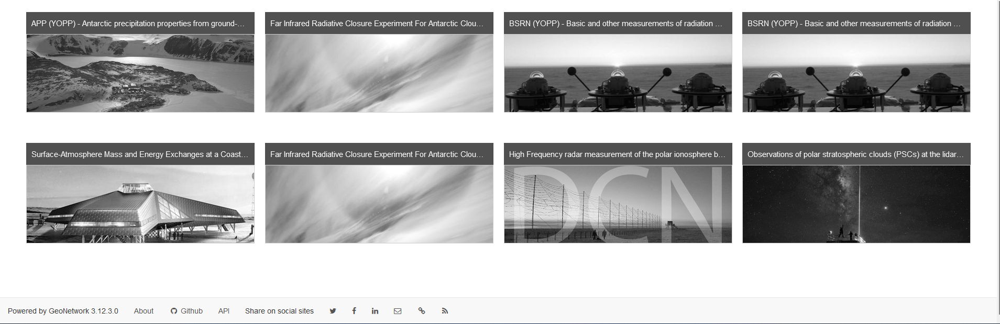 APP (YOPP) - Antarctic precipitation properties from ground-...
Far Infrared Radiative Closure Experiment For Antarctic Clou...
BSRN (YOPP) - Basic and other measurements of radiation ...
BSRN (YOPP) - Basic and other measurements of radiation ...
Surface-Atmosphere Mass and Energy Exchanges at a Coast...
Far Infrared Radiative Closure Experiment For Antarctic Clou...
High Frequency radar measurement of the polar ionosphere b...
Observations of polar stratospheric clouds (PSCs) at the lidar...
DCN
Powered by GeoNetwork 3.12.3.0 About Github API Share on social sites